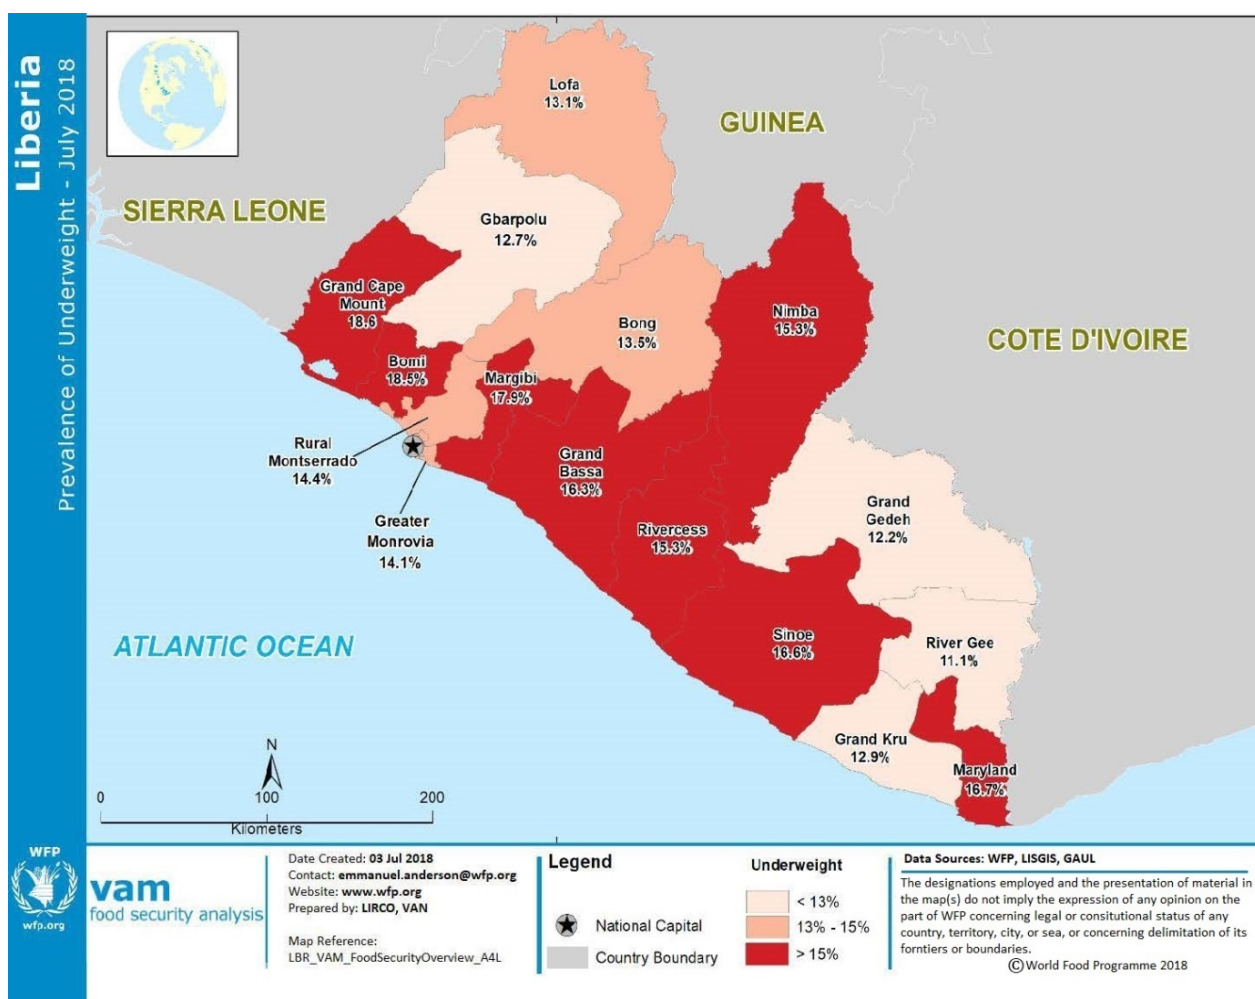 Liberia
Prevalence of Underweight - July 2018
Lofa
13.1%
GUINEA
SIERRA LEONE
Gbarpolu
12.7%
Grand Cape
Mount
18.6
Nimba
15.3%
Bong
13.5%
COTE D'IVOIRE
Bomi
18.5%
Margibi
17.9%
Rural
Montserrado
14.4%
Grand
Bassa
16.3%
Greater
Monrovia
14.1%
Rivercess
15.3%
Grand
Gedeh
12.2%
ATLANTIC OCEAN
Sinoe
16.6%
River Gee
11.1%
Grand Kru
12.9%
Maryland
16.7%
N
0 100 200
Kilometers
WFP
wfp.org
vam
food security analysis
Date Created: 03 Jul 2018
Contact: emmanuel.anderson@wfp.org
Website: www.wfp.org
Prepared by: LIRCO, VAN
Map Reference:
LBR_VAM_FoodSecurityOverview_A4L
Legend
National Capital
Country Boundary
Underweight
< 13%
13% - 15%
> 15%
Data Sources: WFP, LISGIS, GAUL
The designations employed and the presentation of material in
the map(s) do not imply the expression of any opinion on the
part of WFP concerning legal or consitutional status of any
country, territory, city, or sea, or concerning delimitation of its
forntiers or boundaries.
©World Food Programme 2018